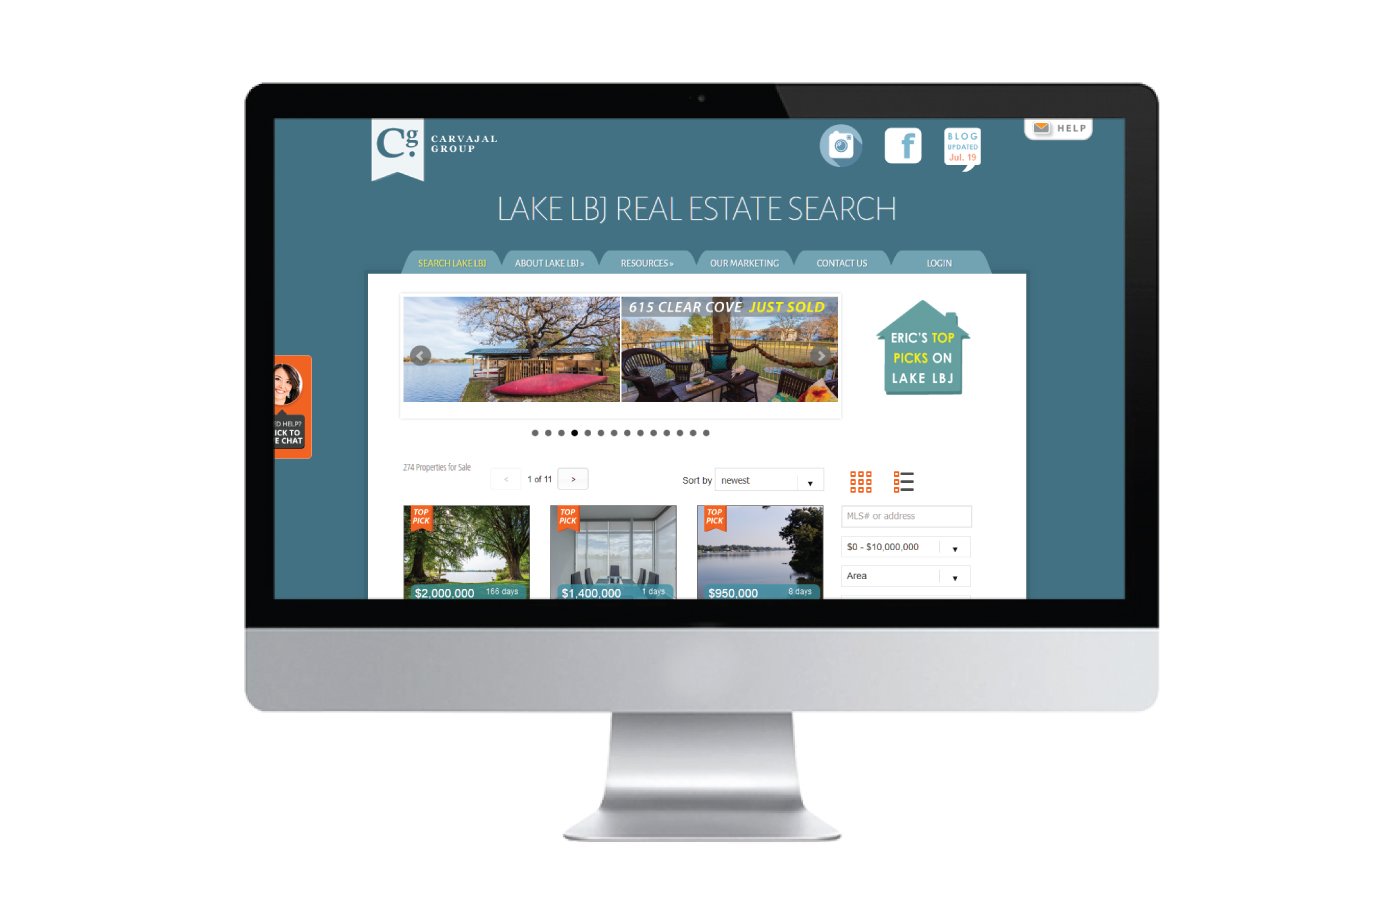 Cg.
CARVAJAL
GROUP
BLOG
UPDATED
Jul. 19
HELP
LAKE LBJ REAL ESTATE SEARCH
SEARCH LAKE LBJ
ABOUT LAKE LBJ »
RESOURCES »
OUR MARKETING
CONTACT US
LOGIN
615 CLEAR COVE JUST SOLD
ERIC'S TOP
PICKS ON
LAKE LBJ
HELP?
TO
CHAT
274 Properties for Sale
<
1 of 11
>
Sort by newest
MLS# or address
$0 - $10,000,000
Area
TOP
PICK
$2,000,000 166 days
TOP
PICK
$1,400,000 1 days
TOP
PICK
$950,000 8 days